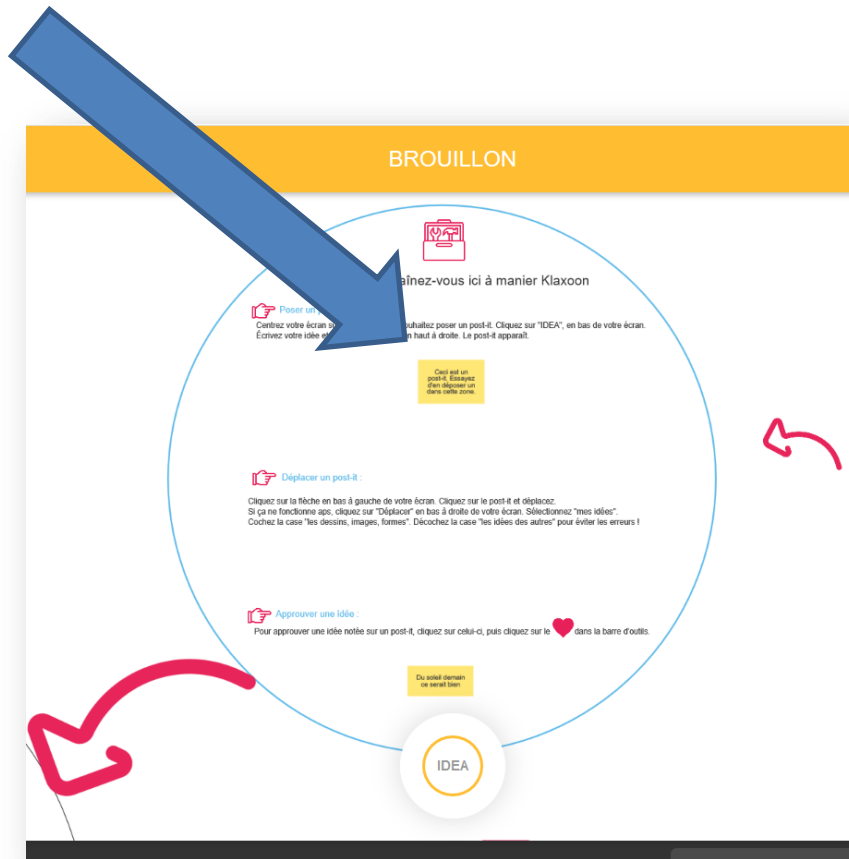 BROUILLON
aînez-vous ici à manier Klaxoon
Poser un
Centrez votre écran uhaitez poser un post-it. Cliquez sur "IDEA", en bas de votre écran.
Écrivez votre idée et n haut à droite. Le post-it apparaît.
Ceci est un
post-it. Essayez
d'en déposer un
dans cette zone.
Déplacer un post-it :
Cliquez sur la flèche en bas à gauche de votre écran. Cliquez sur le post-it et déplacez.
Si ça ne fonctionne aps, cliquez sur "Déplacer" en bas à droite de votre écran. Sélectionnez "mes idées".
Cochez la case "les dessins, images, formes". Décochez la case "les idées des autres" pour éviter les erreurs !
Approuver une idée :
Pour approuver une idée notée sur un post-it, cliquez sur celui-ci, puis cliquez sur le dans la barre d'outils.
Du soleil demain
ce serait bien
IDEA